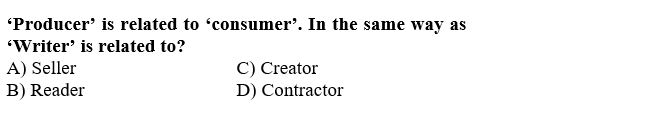 ‘Producer’ is related to ‘consumer’. In the same way as
‘Writer’ is related to?
A) Seller C) Creator
B) Reader D) Contractor